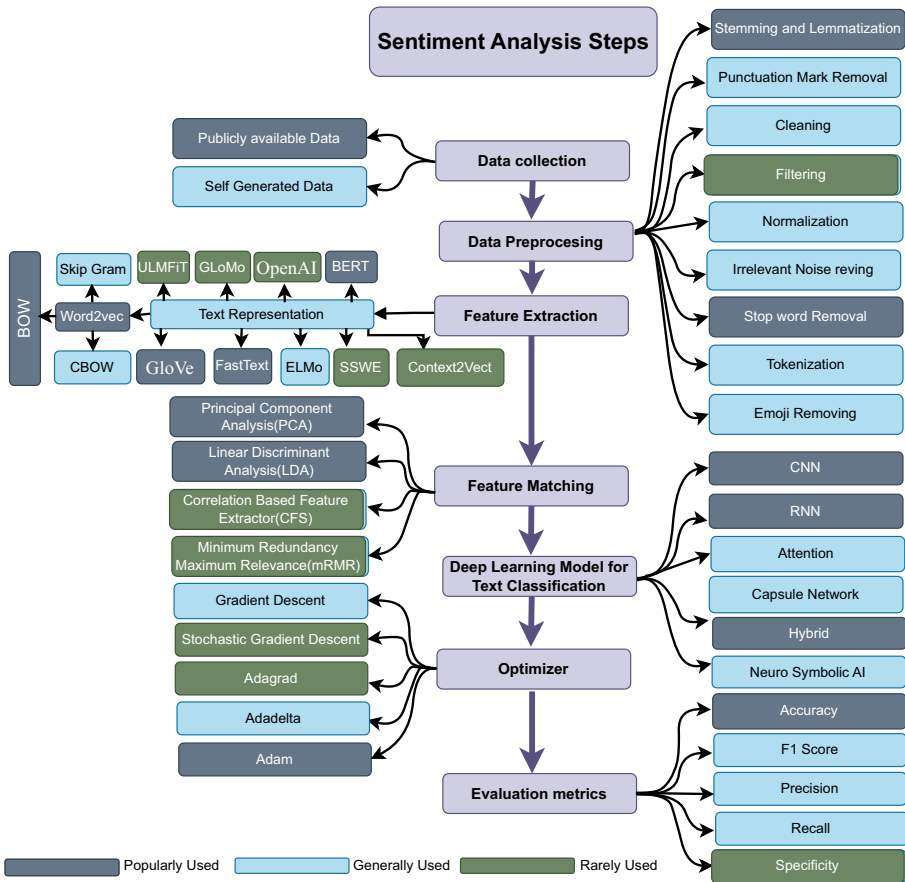 Sentiment Analysis Steps
Publicly available Data
Self Generated Data
Data collection
Data Preprocesing
Stemming and Lemmatization
Punctuation Mark Removal
Cleaning
Filtering
Normalization
Irrelevant Noise reving
Stop word Removal
Tokenization
Emoji Removing
Feature Extraction
Text Representation
BOW
Skip Gram
Word2vec
CBOW
ULMFiT
GLoMo
OpenAI
BERT
GloVe
FastText
ELMo
SSWE
Context2Vect
Feature Matching
Principal Component
Analysis(PCA)
Linear Discriminant
Analysis(LDA)
Correlation Based Feature
Extractor(CFS)
Minimum Redundancy
Maximum Relevance(mRMR)
Deep Learning Model for
Text Classification
CNN
RNN
Attention
Capsule Network
Hybrid
Neuro Symbolic AI
Optimizer
Gradient Descent
Stochastic Gradient Descent
Adagrad
Adadelta
Adam
Evaluation metrics
Accuracy
F1 Score
Precision
Recall
Specificity
Popularly Used
Generally Used
Rarely Used